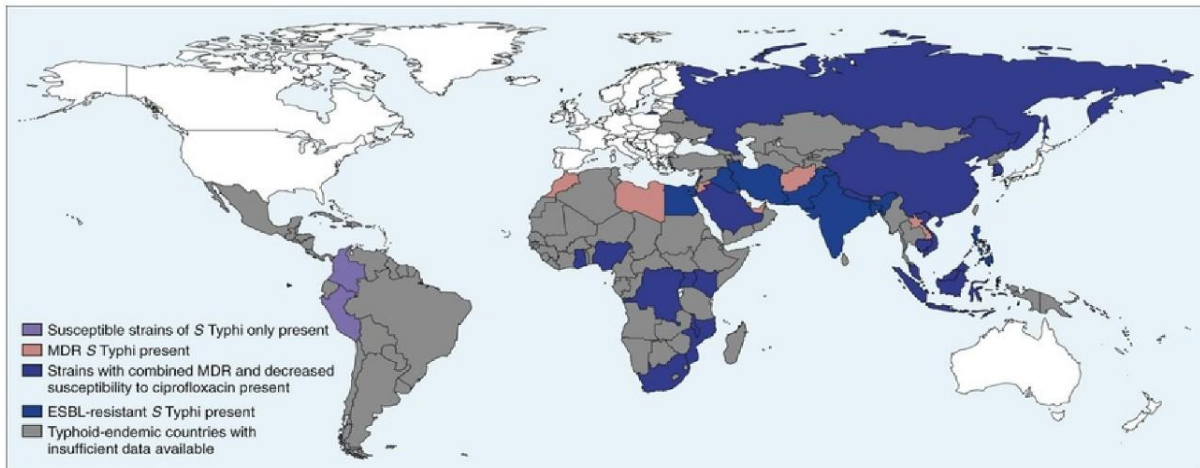 Susceptible strains of S Typhi only present
MDR S Typhi present
Strains with combined MDR and decreased
susceptibility to ciprofloxacin present
ESBL-resistant S Typhi present
Typhoid-endemic countries with
insufficient data available